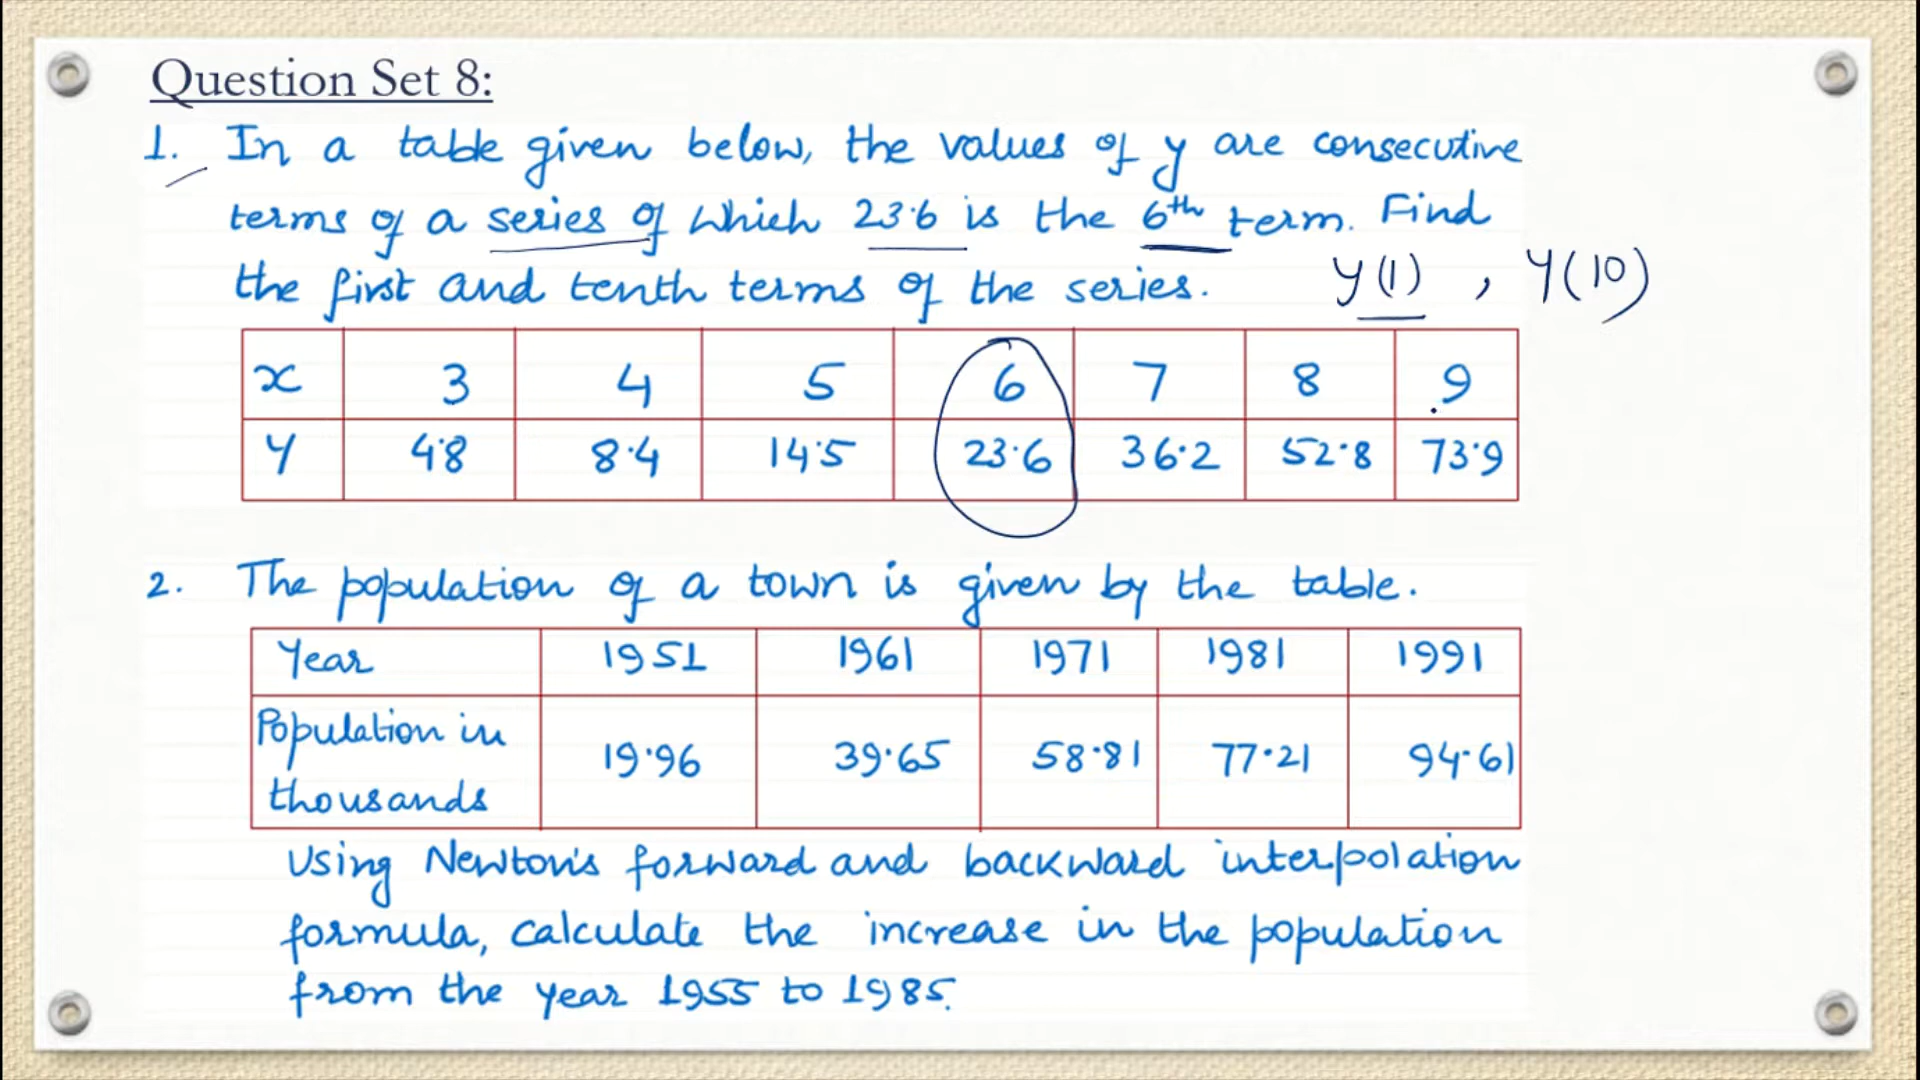 Question Set 8:
1. In a table given below, the values of y are consecutive
terms of a series of which 23.6 is the 6th term. Find
the first and tenth terms of the series. y(1) , y(10)
x 3 4 5 6 7 8 9
y 4.8 8.4 14.5 23.6 36.2 52.8 73.9
2. The population of a town is given by the table.
Year 1951 1961 1971 1981 1991
Population in
thousands 19.96 39.65 58.81 77.21 94.61
Using Newton's forward and backward interpolation
formula, calculate the increase in the population
from the year 1955 to 1985.